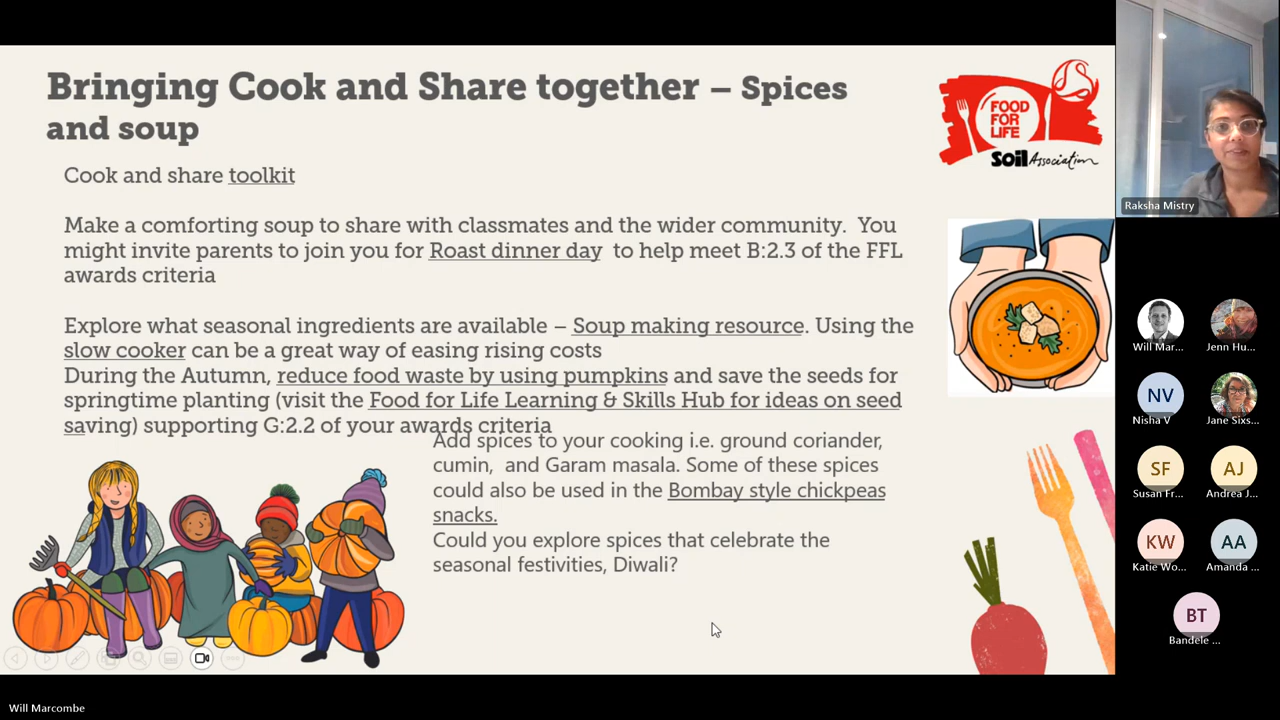 Bringing Cook and Share together – Spices
and soup
Cook and share toolkit
Make a comforting soup to share with classmates and the wider community. You
might invite parents to join you for Roast dinner day to help meet B:2.3 of the FFL
awards criteria
Explore what seasonal ingredients are available – Soup making resource. Using the
slow cooker can be a great way of easing rising costs
During the Autumn, reduce food waste by using pumpkins and save the seeds for
springtime planting (visit the Food for Life Learning & Skills Hub for ideas on seed
saving) supporting G:2.2 of your awards criteria
Add spices to your cooking i.e. ground coriander,
cumin, and Garam masala. Some of these spices
could also be used in the Bombay style chickpeas
snacks.
Could you explore spices that celebrate the
seasonal festivities, Diwali?
FOOD
FOR
LIFE
Soil Association
Raksha Mistry
Will Mar...
Jenn Hu...
NV
Nisha V
Jane Sixs...
SF
Susan Fr...
AJ
Andrea J...
KW
Katie Wo...
AA
Amanda ...
BT
Bandele ...
Will Marcombe